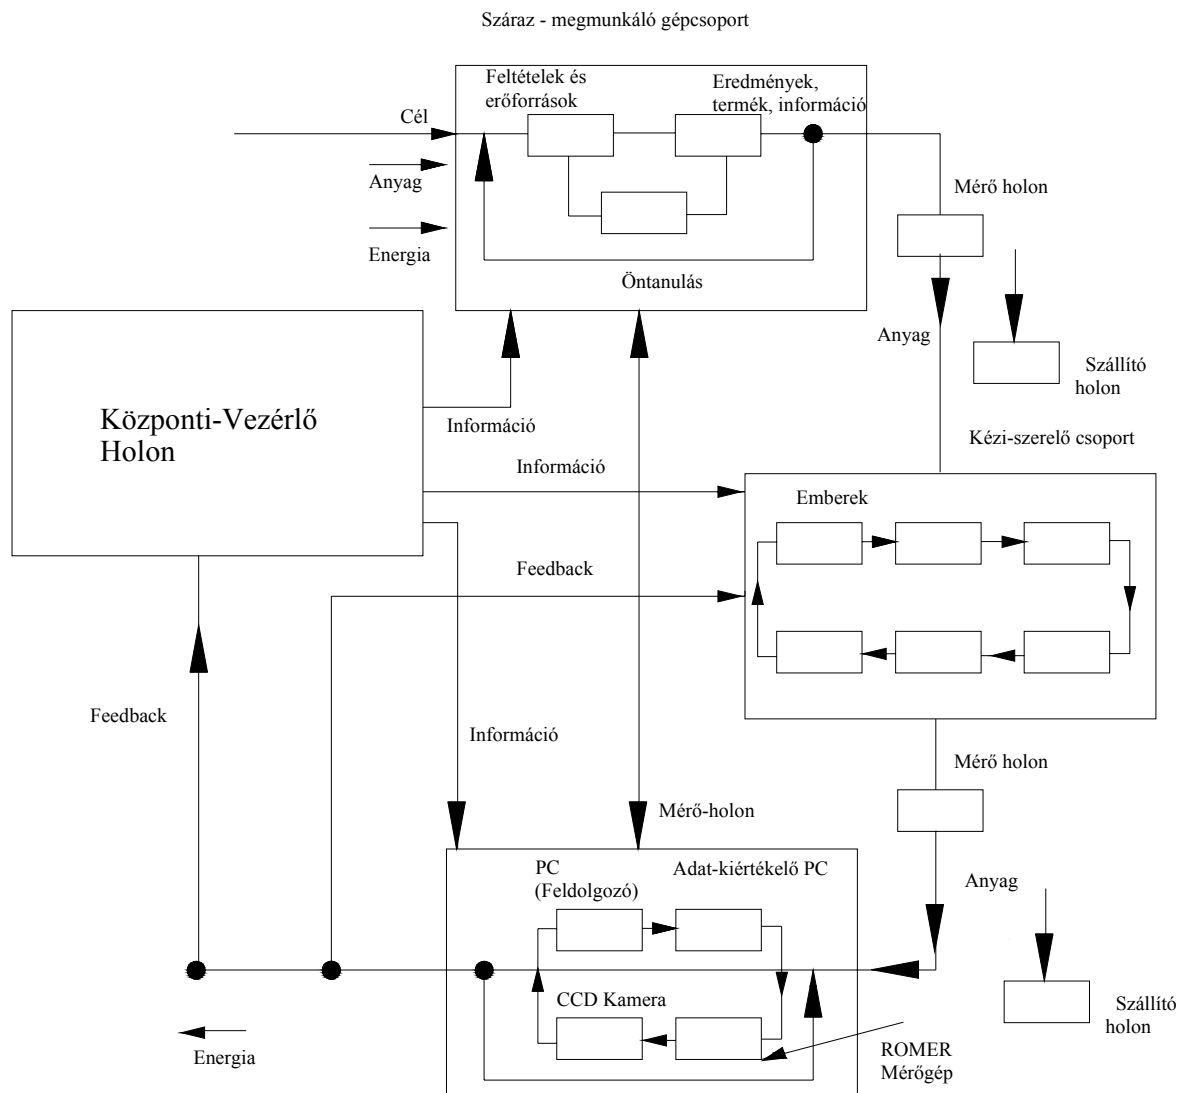 Száraz - megmunkáló gépcsoport
Feltételek és
erőforrások
Eredmények,
termék, információ
Cél
Anyag
Energia
Öntanulás
Mérő holon
Anyag
Szállító
holon
Központi-Vezérlő
Holon
Információ
Információ
Kézi-szerelő csoport
Emberek
Feedback
Feedback
Információ
Mérő holon
Mérő-holon
PC
(Feldolgozó)
Adat-kiértékelő PC
Anyag
CCD Kamera
Szállító
holon
Energia
ROMER
Mérőgép